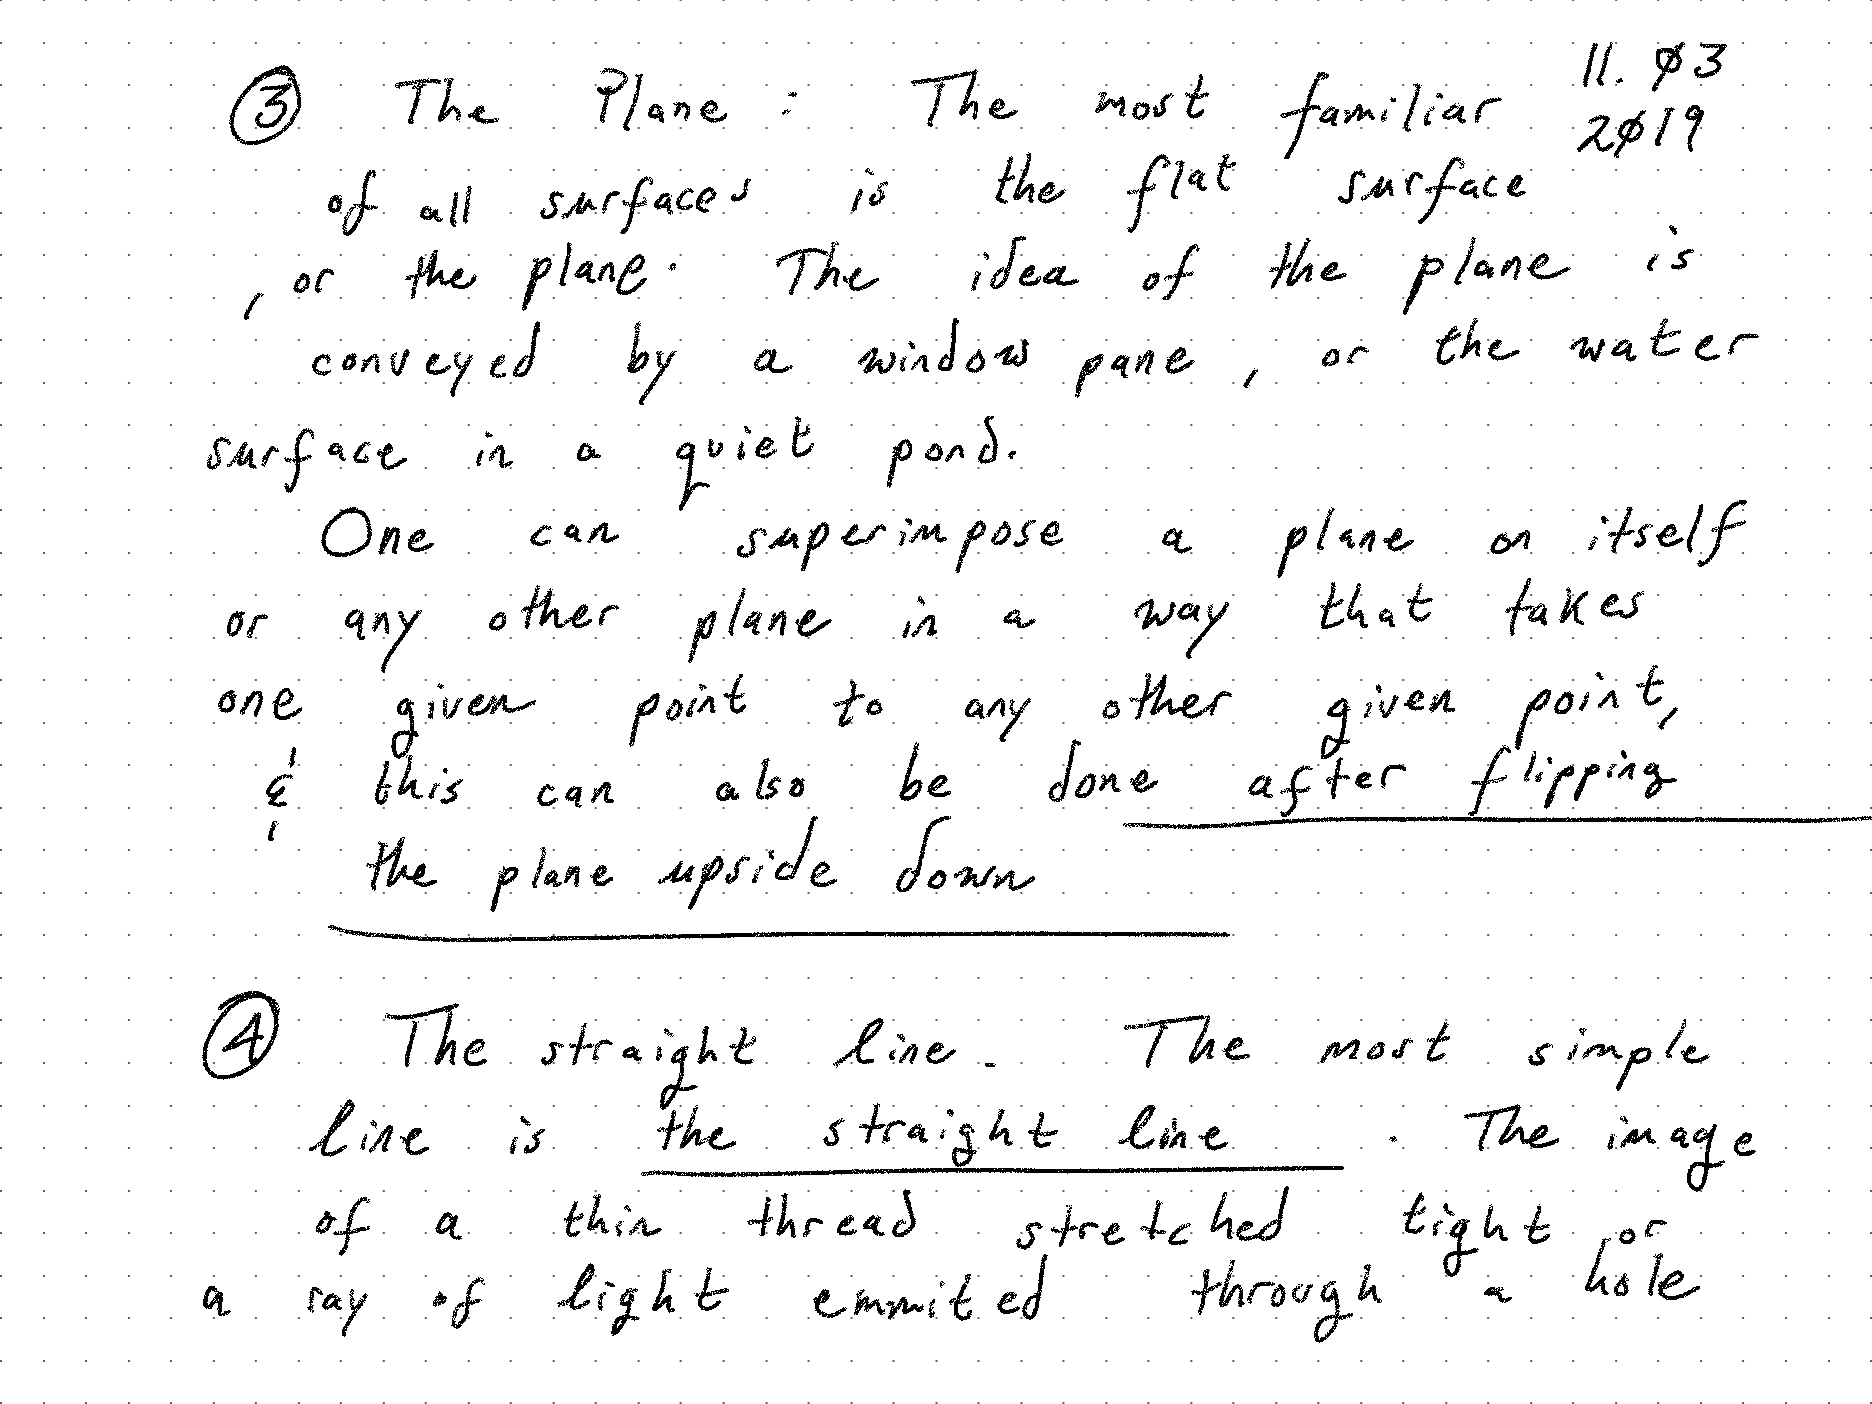 ③ The Plane : The most familiar
11. Ø3
2Ø19
of all surfaces is the flat surface
, or the plane. The idea of the plane is
conveyed by a window pane, or the water
surface in a quiet pond.
One can superimpose a plane on itself
or any other plane in a way that takes
one given point to any other given point,
& this can also be done after flipping
the plane upside down
④ The straight line. The most simple
line is the straight line. The image
of a thin thread stretched tight or
a ray of light emmited through a hole